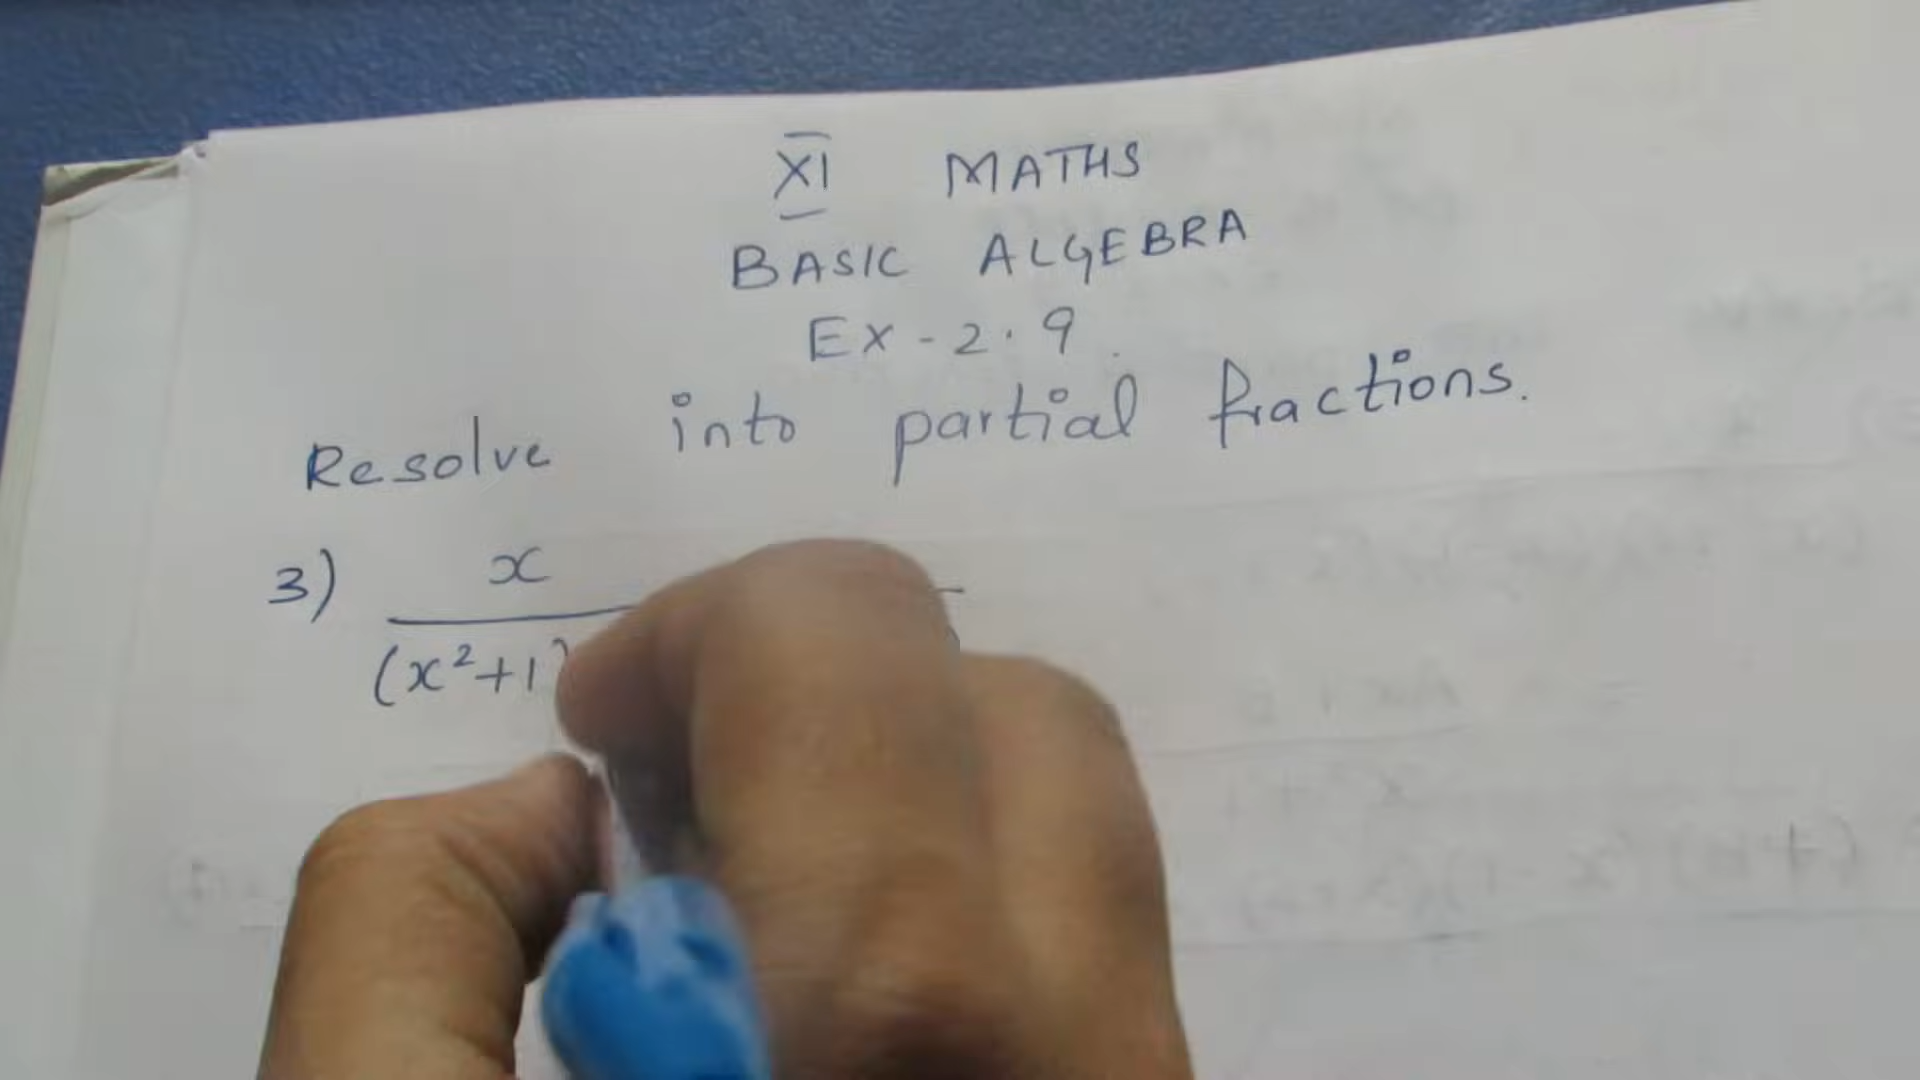 XI MATHS
BASIC ALGEBRA
EX - 2.9
Resolve into partial fractions.
3) x
(x²+1)